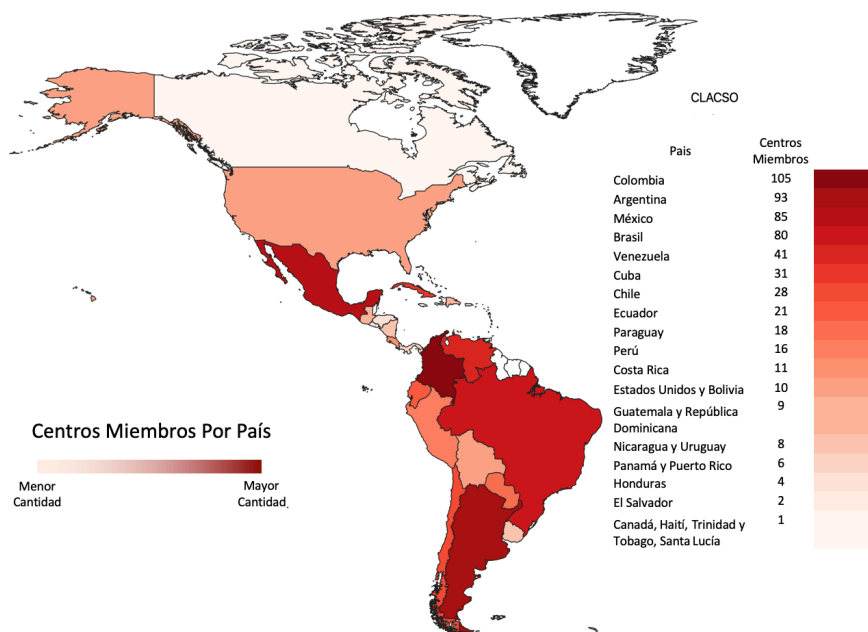 CLACSO
Pais Centros Miembros
Colombia 105
Argentina 93
México 85
Brasil 80
Venezuela 41
Cuba 31
Chile 28
Ecuador 21
Paraguay 18
Perú 16
Costa Rica 11
Estados Unidos y Bolivia 10
Guatemala y República 9
Dominicana
Nicaragua y Uruguay 8
Panamá y Puerto Rico 6
Honduras 4
El Salvador 2
Canadá, Haití, Trinidad y 1
Tobago, Santa Lucía
Centros Miembros Por País
Menor Cantidad
Mayor Cantidad